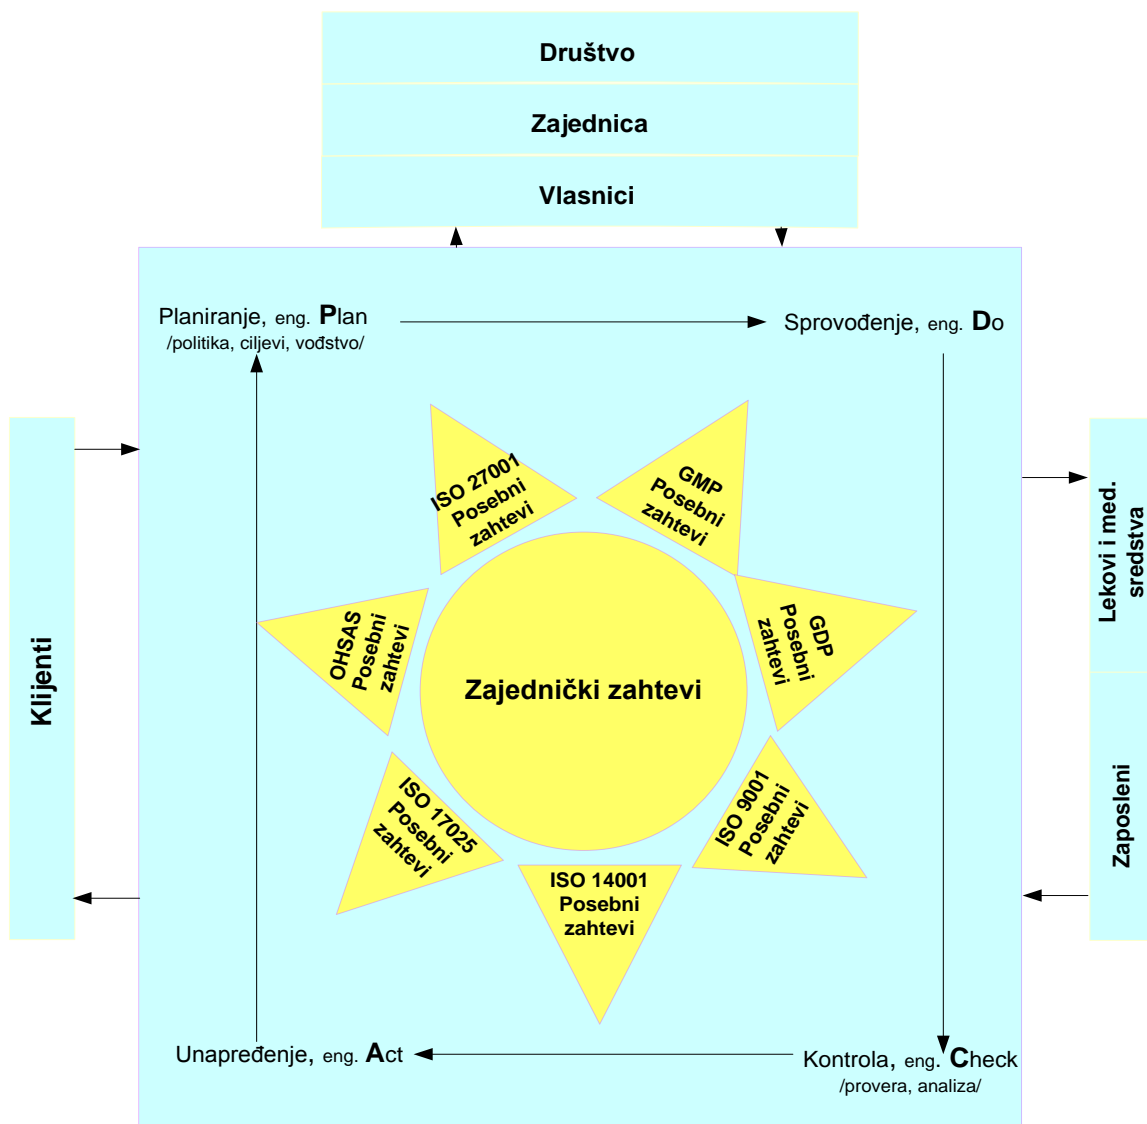 Društvo
Zajednica
Vlasnici
Planiranje, eng. Plan
/politika, ciljevi, vođstvo/
Sprovođenje, eng. Do
ISO 27001
Posebni
zahtevi
GMP
Posebni
zahtevi
OHSAS
Posebni
zahtevi
GDP
Posebni
zahtevi
Zajednički zahtevi
ISO 17025
Posebni
zahtevi
ISO 9001
Posebni
zahtevi
ISO 14001
Posebni
zahtevi
Klijenti
Lekovi i med.
sredstva
Zaposleni
Unapređenje, eng. Act
Kontrola, eng. Check
/provera, analiza/